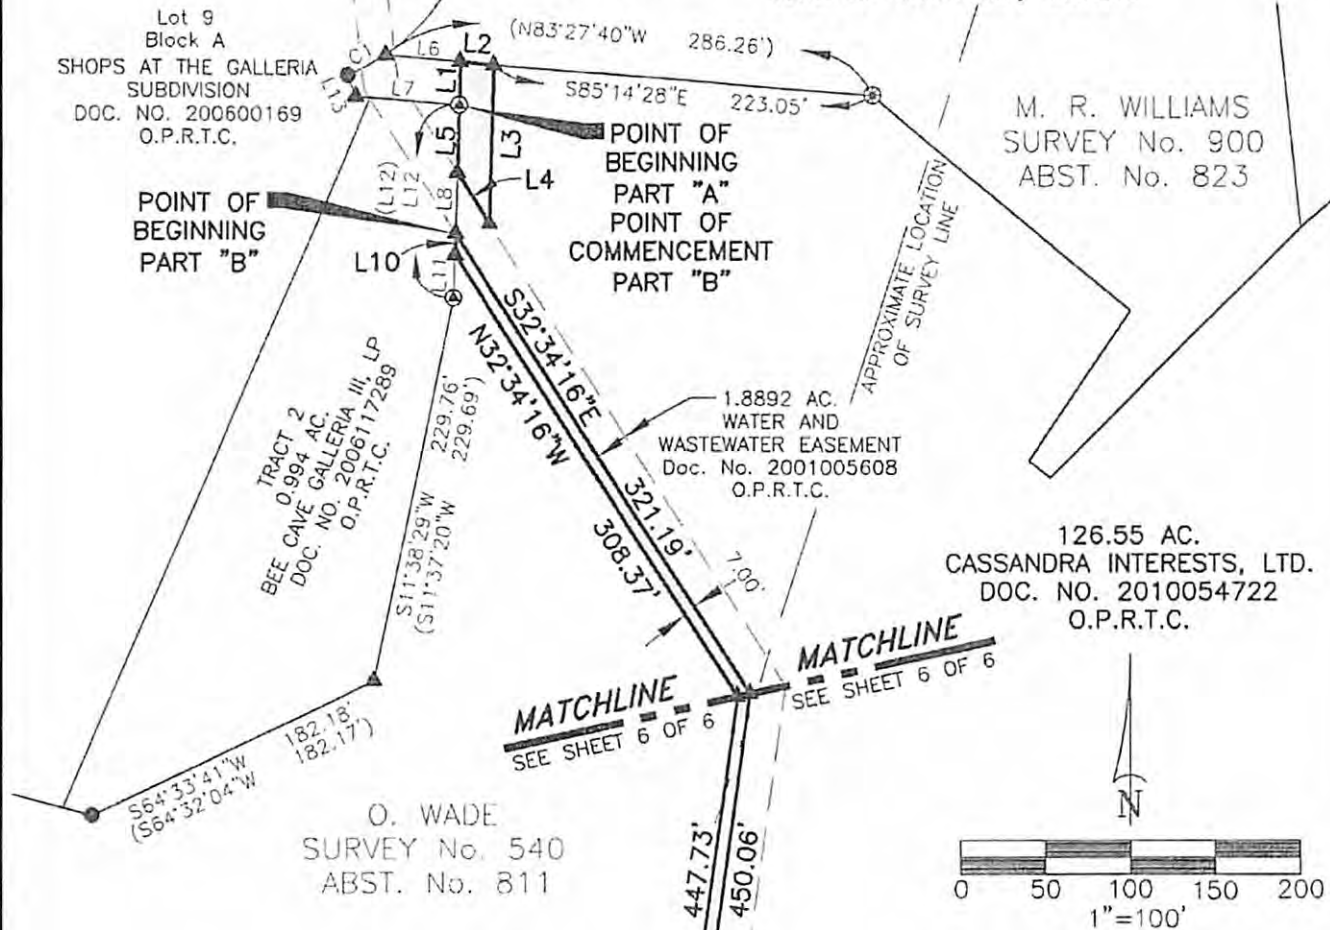 Lot 9
Block A
SHOPS AT THE GALLERIA
SUBDIVISION
DOC. NO. 200600169
O.P.R.T.C.
C1
L13
L6
L2
(N83°27'40"W 286.26')
L7
L1
S85°14'28"E 223.05'
M. R. WILLIAMS
SURVEY No. 900
ABST. No. 823
L5
L3
L4
POINT OF
BEGINNING
PART "A"
POINT OF
COMMENCEMENT
PART "B"
(L12)
L12
L8
POINT OF
BEGINNING
PART "B"
L10
L11
APPROXIMATE LOCATION
OF SURVEY LINE
S32°34'16"E
321.19'
N32°34'16"W
308.37'
7.00'
1.8892 AC.
WATER AND
WASTEWATER EASEMENT
Doc. No. 2001005608
O.P.R.T.C.
TRACT 2
0.994 AC.
BEE CAVE GALLERIA III, LP
DOC. NO. 2006117289
O.P.R.T.C.
S11°38'29"W 229.76'
(S11°37'20"W 229.69')
126.55 AC.
CASSANDRA INTERESTS, LTD.
DOC. NO. 2010054722
O.P.R.T.C.
MATCHLINE
SEE SHEET 6 OF 6
MATCHLINE
SEE SHEET 6 OF 6
182.18'
182.17')
S64°33'41"W
(S64°32'04"W
O. WADE
SURVEY No. 540
ABST. No. 811
447.73'
450.06'
N
0 50 100 150 200
1"=100'